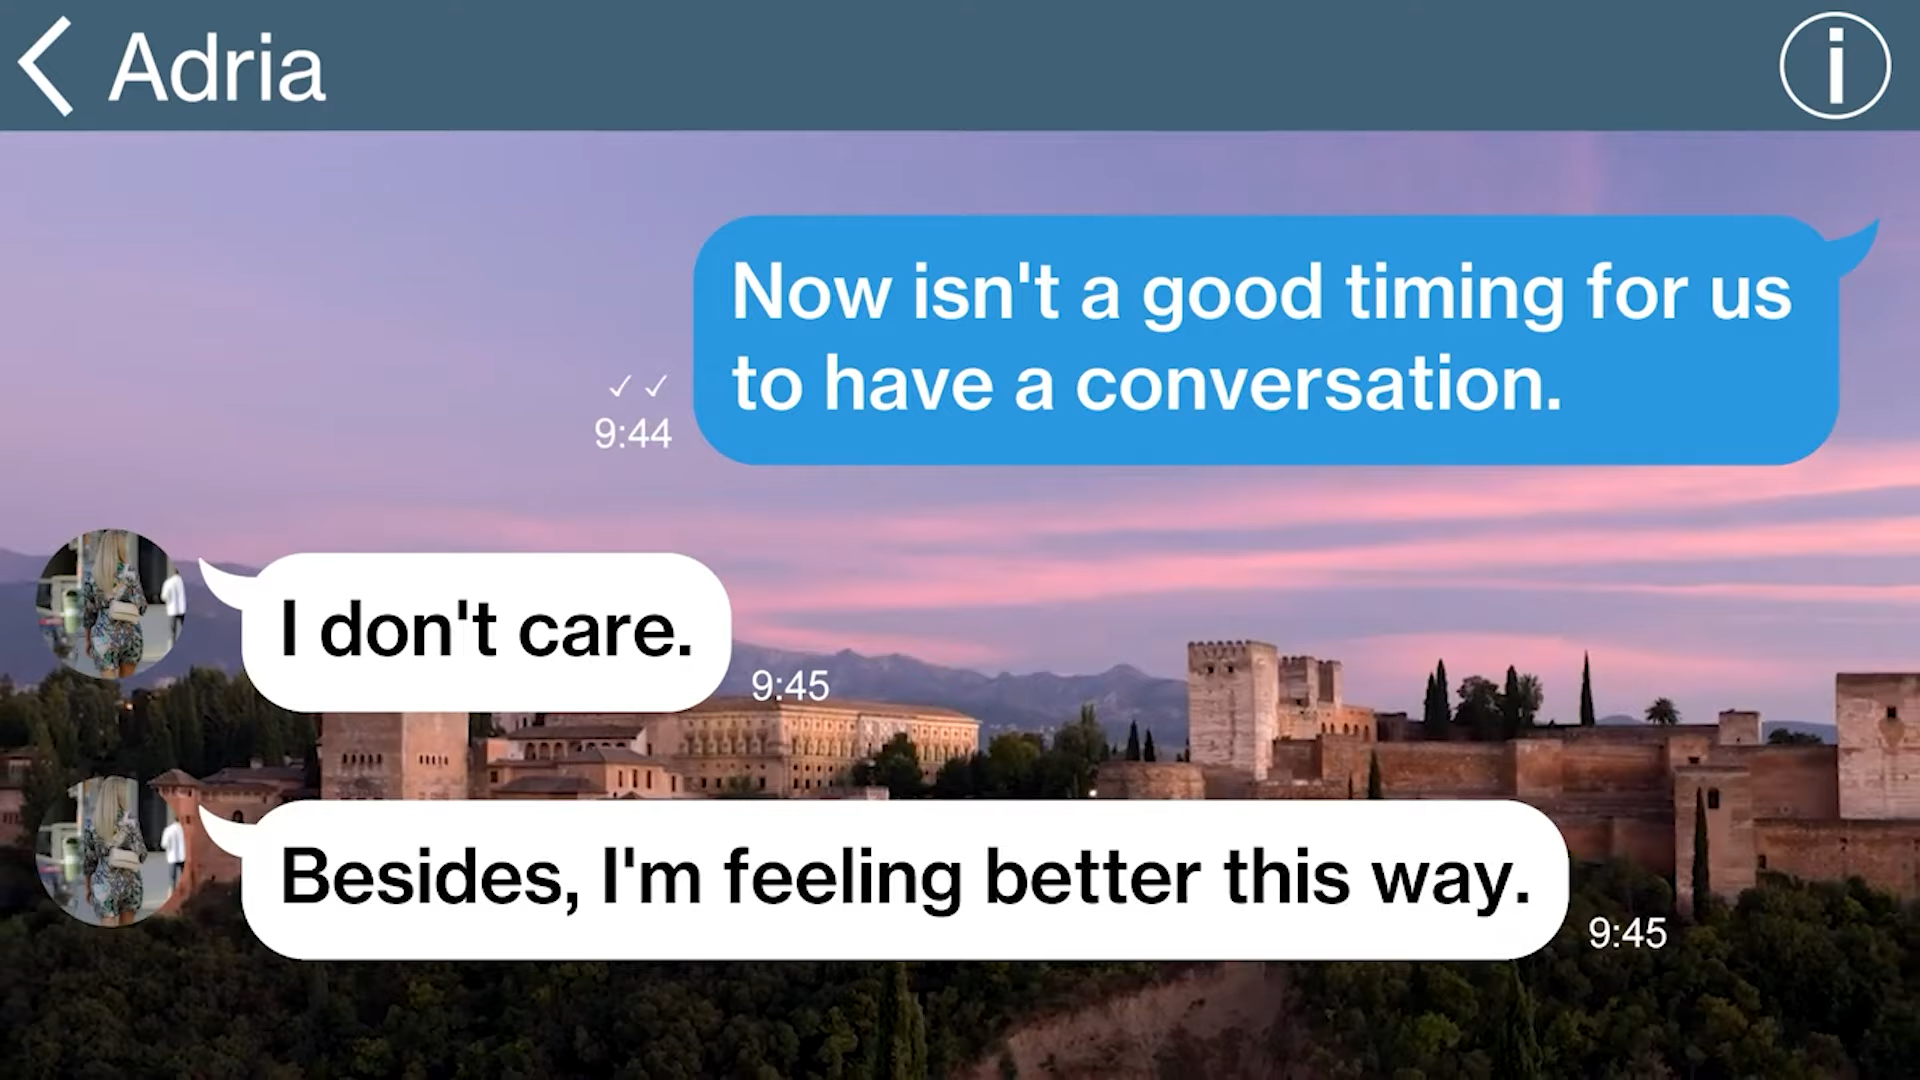 Adria
i
Now isn't a good timing for us
to have a conversation.
✓✓
9:44
I don't care.
9:45
Besides, I'm feeling better this way.
9:45